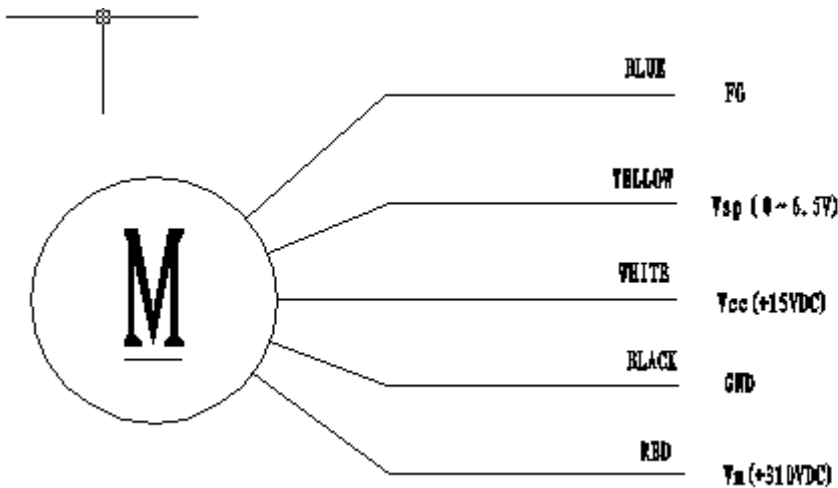 BLUE
FG
YELLOW
Vsp (0~6.5V)
M
WHITE
Vcc(+15VDC)
BLACK
GND
RED
Vm(+310VDC)